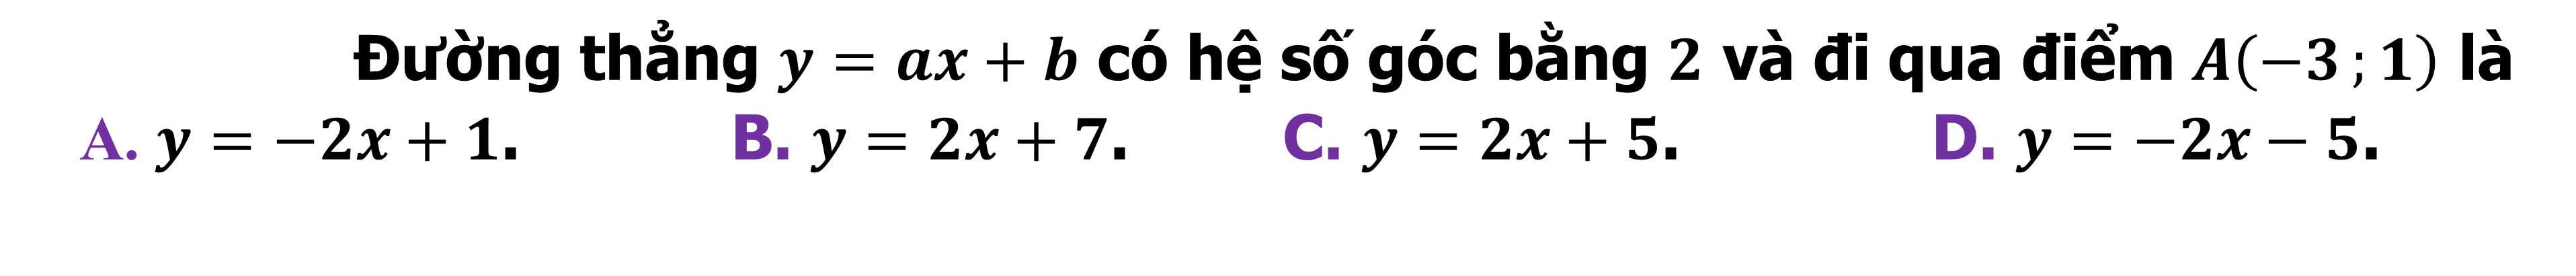 Đường thẳng y = ax + b có hệ số góc bằng 2 và đi qua điểm A(−3 ; 1) là
A. y = −2x + 1. B. y = 2x + 7. C. y = 2x + 5. D. y = −2x − 5.